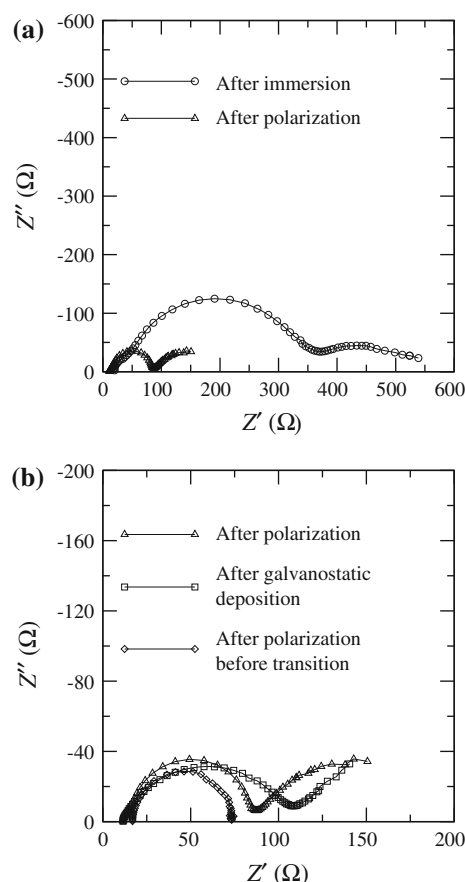 (a)
-600
-500
-400
-300
-200
-100
0
Z'' (Ω)
After immersion
After polarization
0 100 200 300 400 500 600
Z' (Ω)
(b)
-200
-160
-120
-80
-40
0
Z'' (Ω)
After polarization
After galvanostatic
deposition
After polarization
before transition
0 50 100 150 200
Z' (Ω)